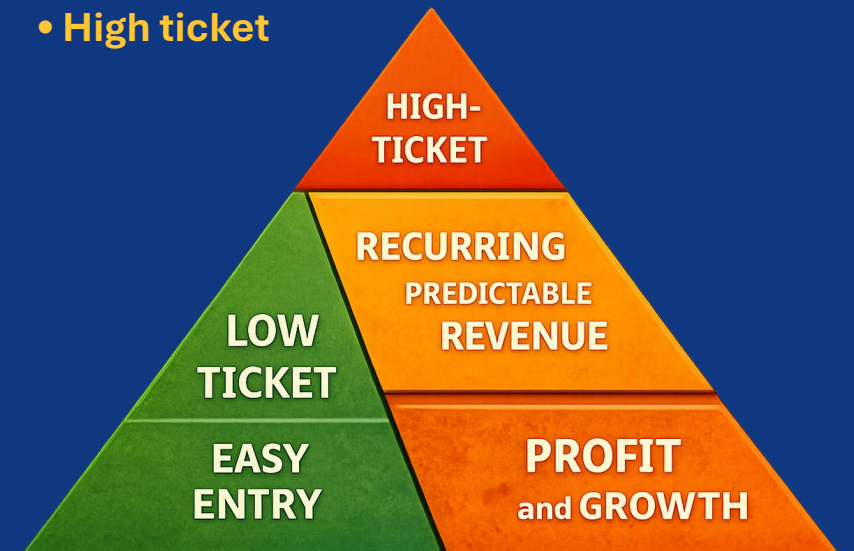 • High ticket
HIGH-
TICKET
RECURRING
PREDICTABLE
REVENUE
LOW
TICKET
EASY
ENTRY
PROFIT
and GROWTH